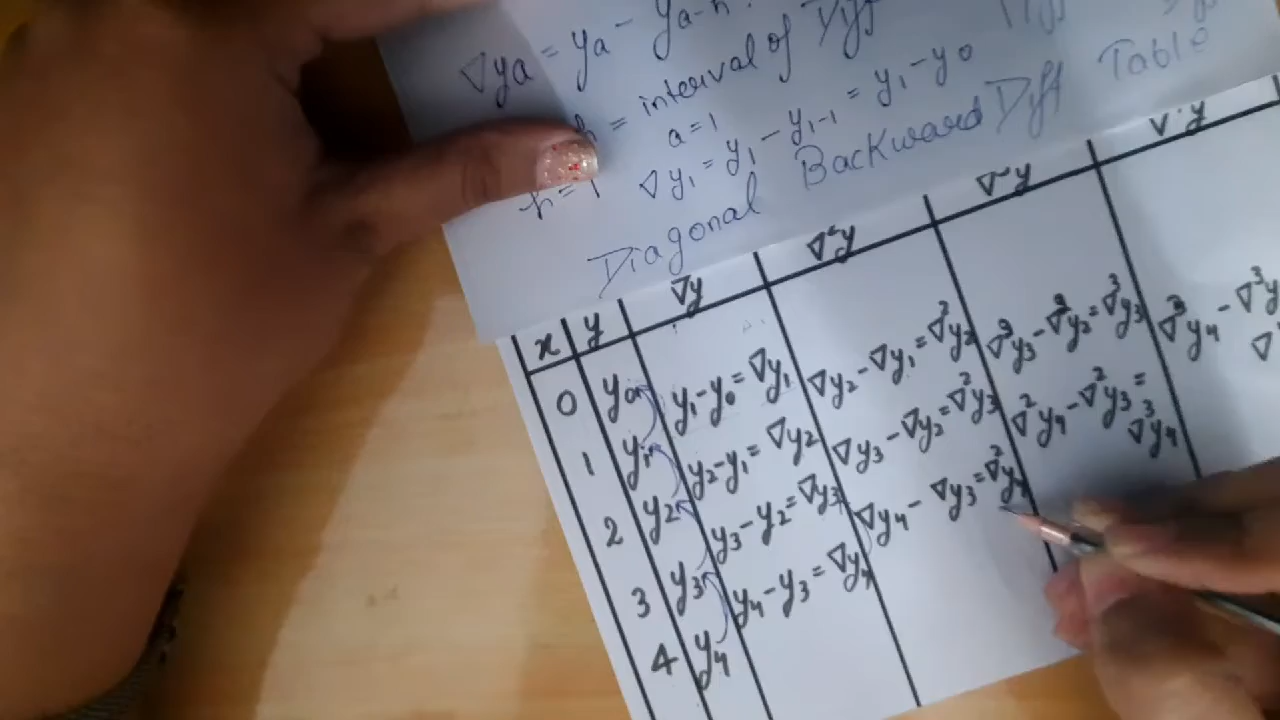 ∇ya = ya - ya-h.
h = interval of Diff
a = 1
h = 1 ∇y1 = y1 - y1-1 = y1 - y0
Diagonal Backward Diff Table
x y ∇y ∇²y
0 y0 y1-y0 = ∇y1 ∇y2 - ∇y1 = ∇²y2 ∇²y3 - ∇²y2 = ∇³y3 ∇³y4 - ∇³y
1 y1 y2-y1 = ∇y2 ∇y3 - ∇y2 = ∇²y3 ∇²y4 - ∇²y3 =
∇³y4
2 y2 y3-y2 = ∇y3 ∇y4 - ∇y3 = ∇²y4
3 y3 y4-y3 = ∇y4
4 y4